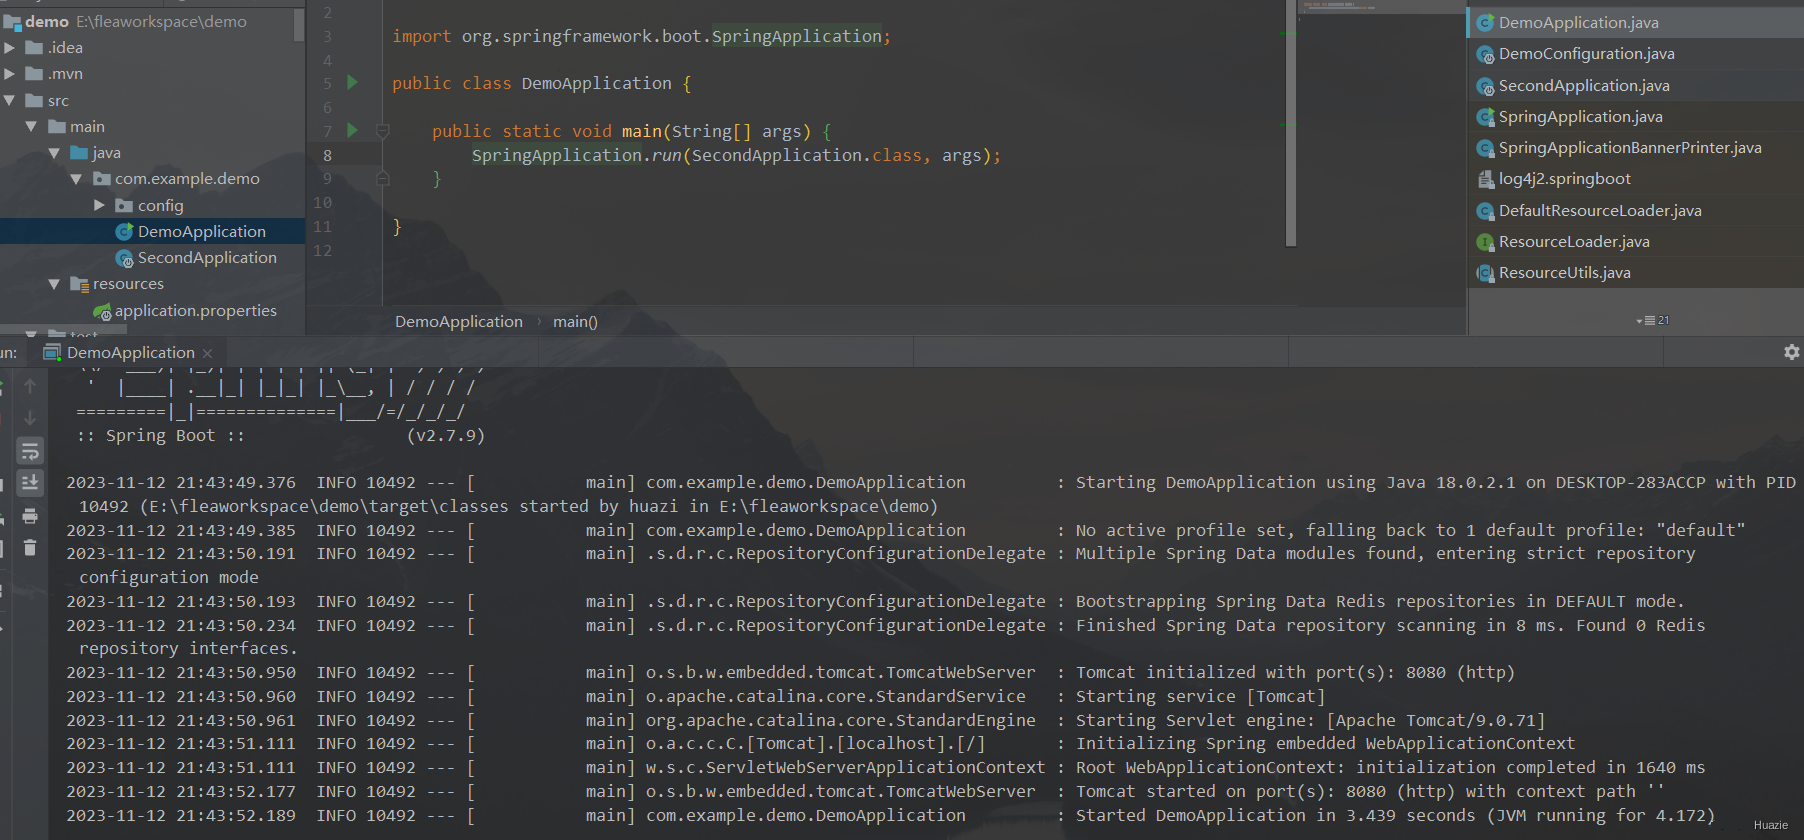 demo E:\fleaworkspace\demo
.idea
.mvn
src
main
java
com.example.demo
config
DemoApplication
SecondApplication
resources
application.properties
test
2
3 import org.springframework.boot.SpringApplication;
4
5 public class DemoApplication {
6
7 public static void main(String[] args) {
8 SpringApplication.run(SecondApplication.class, args);
9 }
10
11 }
12
DemoApplication › main()
DemoApplication.java
DemoConfiguration.java
SecondApplication.java
SpringApplication.java
SpringApplicationBannerPrinter.java
log4j2.springboot
DefaultResourceLoader.java
ResourceLoader.java
ResourceUtils.java
21
un: DemoApplication ×
' |____| .__|_| |_|_| |_\__, | / / / /
=========|_|==============|___/=/_/_/_/
:: Spring Boot :: (v2.7.9)
2023-11-12 21:43:49.376 INFO 10492 --- [ main] com.example.demo.DemoApplication : Starting DemoApplication using Java 18.0.2.1 on DESKTOP-283ACCP with PID
10492 (E:\fleaworkspace\demo\target\classes started by huazi in E:\fleaworkspace\demo)
2023-11-12 21:43:49.385 INFO 10492 --- [ main] com.example.demo.DemoApplication : No active profile set, falling back to 1 default profile: "default"
2023-11-12 21:43:50.191 INFO 10492 --- [ main] .s.d.r.c.RepositoryConfigurationDelegate : Multiple Spring Data modules found, entering strict repository
configuration mode
2023-11-12 21:43:50.193 INFO 10492 --- [ main] .s.d.r.c.RepositoryConfigurationDelegate : Bootstrapping Spring Data Redis repositories in DEFAULT mode.
2023-11-12 21:43:50.234 INFO 10492 --- [ main] .s.d.r.c.RepositoryConfigurationDelegate : Finished Spring Data repository scanning in 8 ms. Found 0 Redis
repository interfaces.
2023-11-12 21:43:50.950 INFO 10492 --- [ main] o.s.b.w.embedded.tomcat.TomcatWebServer : Tomcat initialized with port(s): 8080 (http)
2023-11-12 21:43:50.960 INFO 10492 --- [ main] o.apache.catalina.core.StandardService : Starting service [Tomcat]
2023-11-12 21:43:50.961 INFO 10492 --- [ main] org.apache.catalina.core.StandardEngine : Starting Servlet engine: [Apache Tomcat/9.0.71]
2023-11-12 21:43:51.111 INFO 10492 --- [ main] o.a.c.c.C.[Tomcat].[localhost].[/] : Initializing Spring embedded WebApplicationContext
2023-11-12 21:43:51.111 INFO 10492 --- [ main] w.s.c.ServletWebServerApplicationContext : Root WebApplicationContext: initialization completed in 1640 ms
2023-11-12 21:43:52.177 INFO 10492 --- [ main] o.s.b.w.embedded.tomcat.TomcatWebServer : Tomcat started on port(s): 8080 (http) with context path ''
2023-11-12 21:43:52.189 INFO 10492 --- [ main] com.example.demo.DemoApplication : Started DemoApplication in 3.439 seconds (JVM running for 4.172)
Huazie